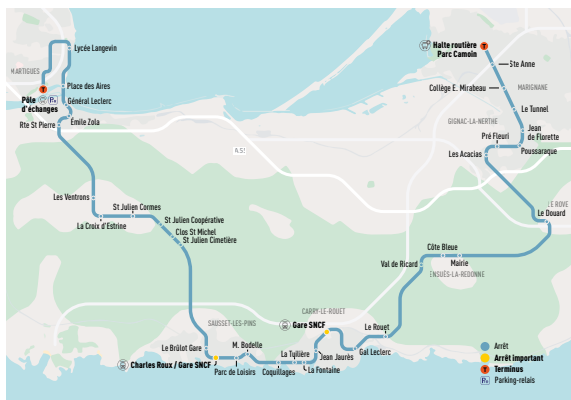 Lycée Langevin
MARTIGUES
T
Pôle
d'échanges
P+R
Place des Aires
Général Leclerc
Émile Zola
Rte St Pierre
A 55
Les Ventrons
La Croix d'Estrine
St Julien Cormes
St Julien Coopérative
Clos St Michel
St Julien Cimetière
SAUSSET-LES-PINS
Le Brûlot Gare
Charles Roux / Gare SNCF
Parc de Loisirs
M. Bodelle
Coquillages
La Tuilière
La Fontaine
Jean Jaurès
CARRY-LE-ROUET
Gare SNCF
Gal Leclerc
Le Rouet
Val de Ricard
Côte Bleue
Mairie
ENSUÈS-LA-REDONNE
LE ROVE
Le Douard
Les Acacias
Pré Fleuri
Poussaraque
Jean
de Florette
GIGNAC-LA-NERTHE
Le Tunnel
MARIGNANE
Collège E. Mirabeau
Ste Anne
Halte routière
Parc Camoin
T
Arrêt
Arrêt important
T Terminus
P+R Parking-relais